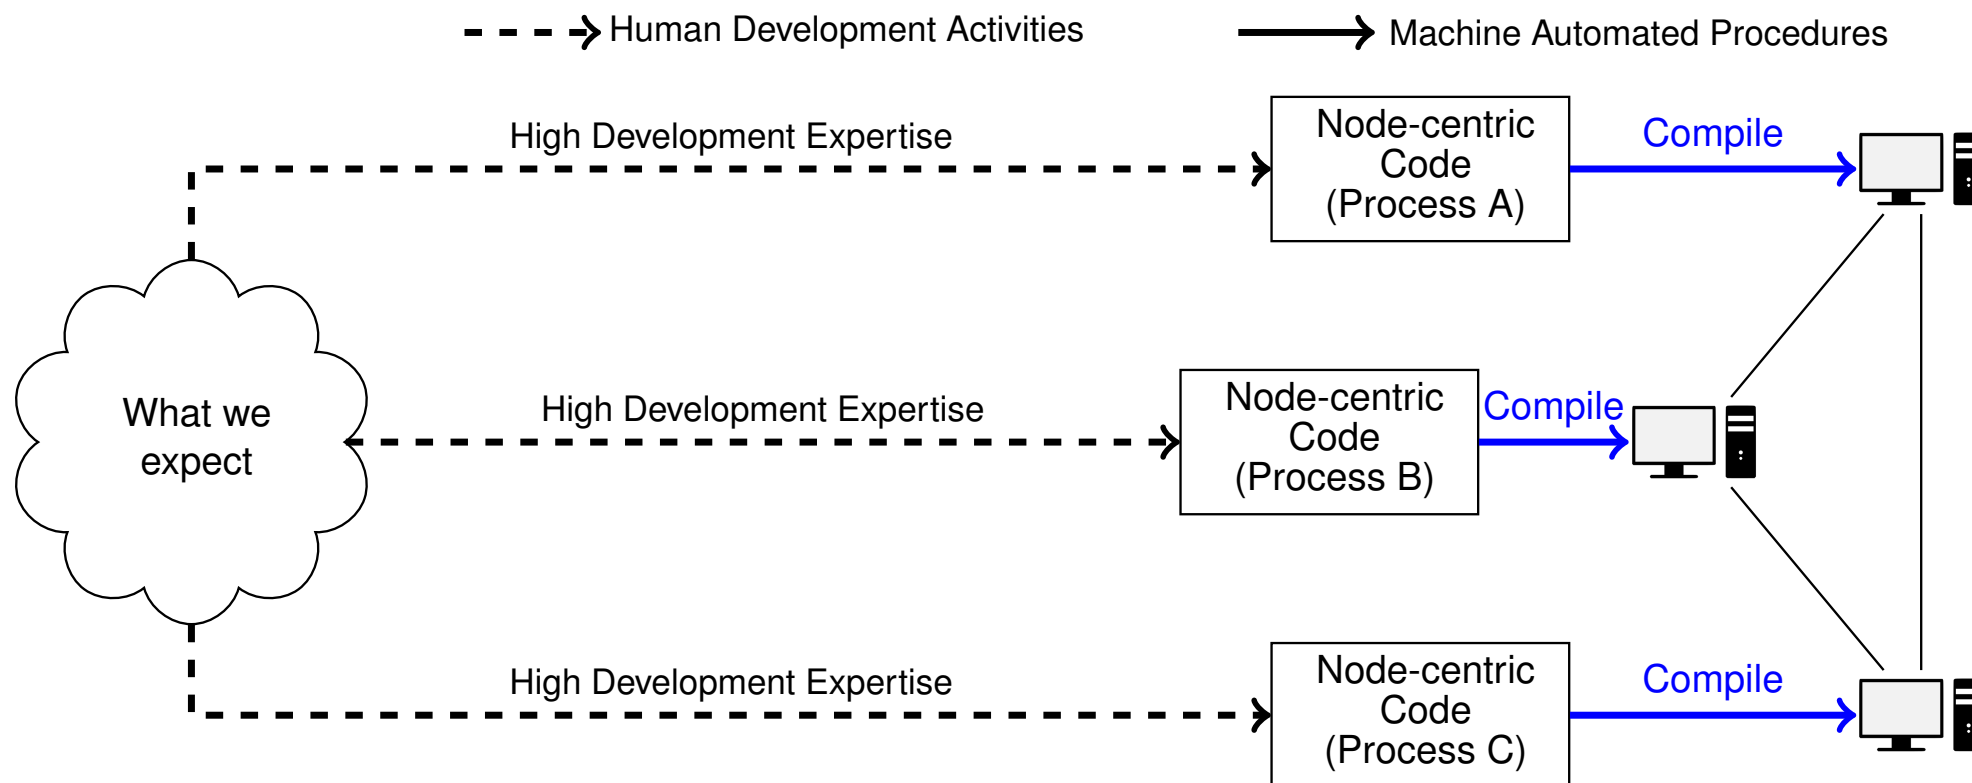 Human Development Activities
Machine Automated Procedures
High Development Expertise
Node-centric
Code
(Process A)
Compile
What we
expect
High Development Expertise
Node-centric
Code
(Process B)
Compile
High Development Expertise
Node-centric
Code
(Process C)
Compile